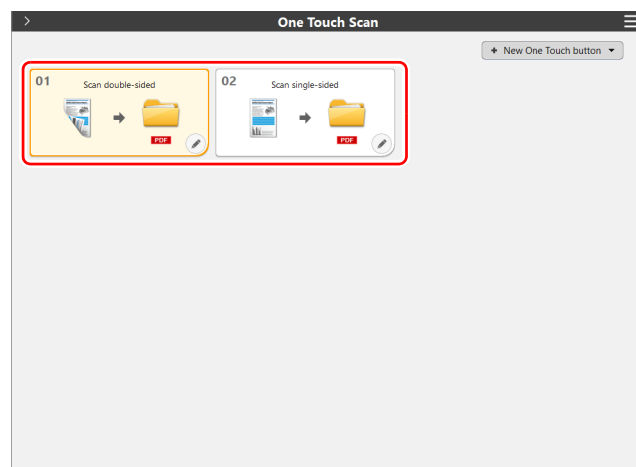 One Touch Scan
+ New One Touch button
01 Scan double-sided
PDF
02 Scan single-sided
PDF